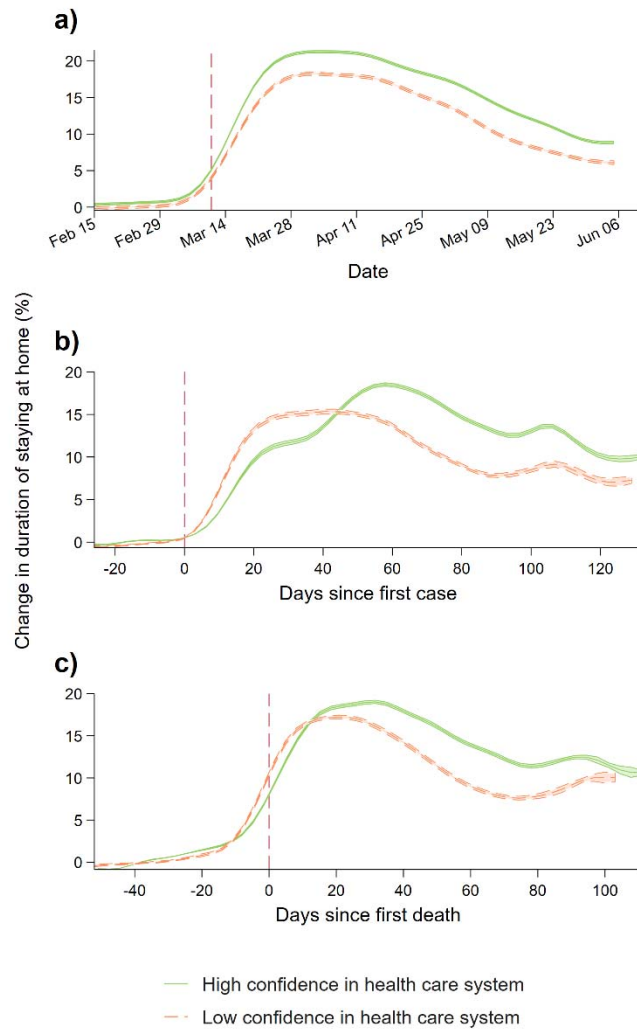 a)
20
15
10
5
0
Feb 15
Feb 29
Mar 14
Mar 28
Apr 11
Apr 25
May 09
May 23
Jun 06
Date
Change in duration of staying at home (%)
b)
20
15
10
5
0
-20
0
20
40
60
80
100
120
Days since first case
c)
20
15
10
5
0
-40
-20
0
20
40
60
80
100
Days since first death
High confidence in health care system
Low confidence in health care system